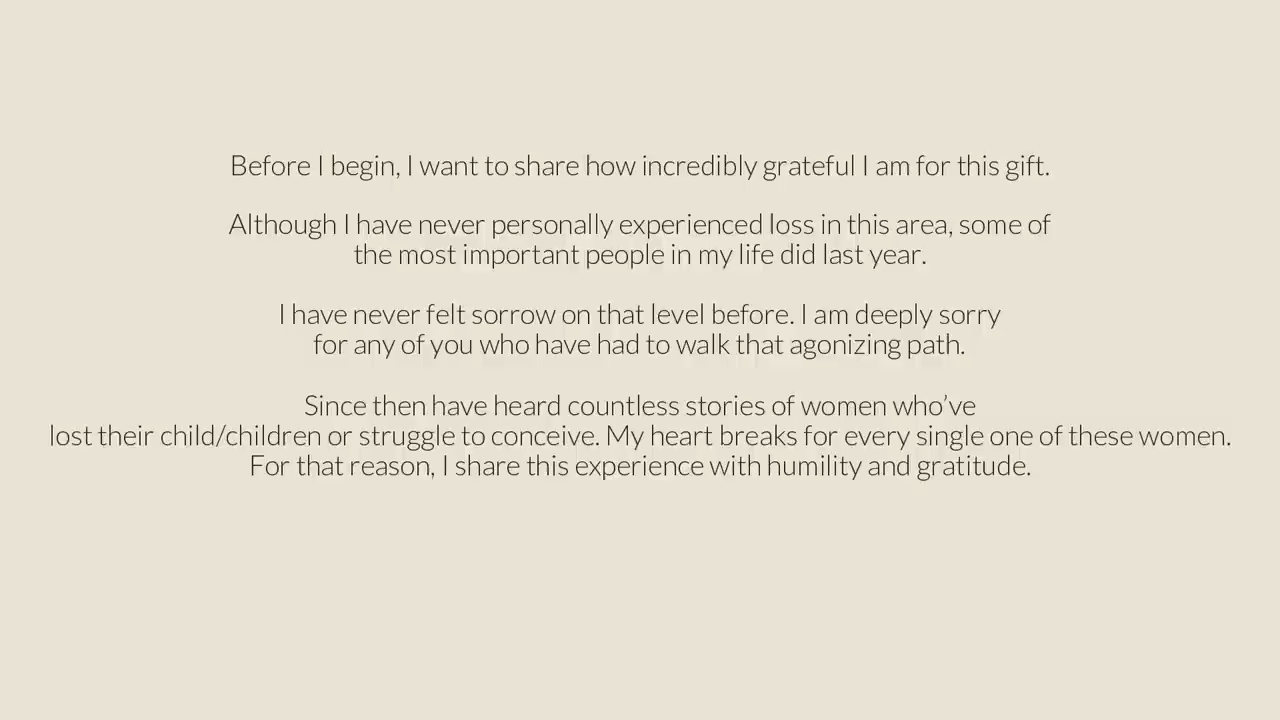 Before I begin, I want to share how incredibly grateful I am for this gift.
Although I have never personally experienced loss in this area, some of
the most important people in my life did last year.
I have never felt sorrow on that level before. I am deeply sorry
for any of you who have had to walk that agonizing path.
Since then have heard countless stories of women who’ve
lost their child/children or struggle to conceive. My heart breaks for every single one of these women.
For that reason, I share this experience with humility and gratitude.